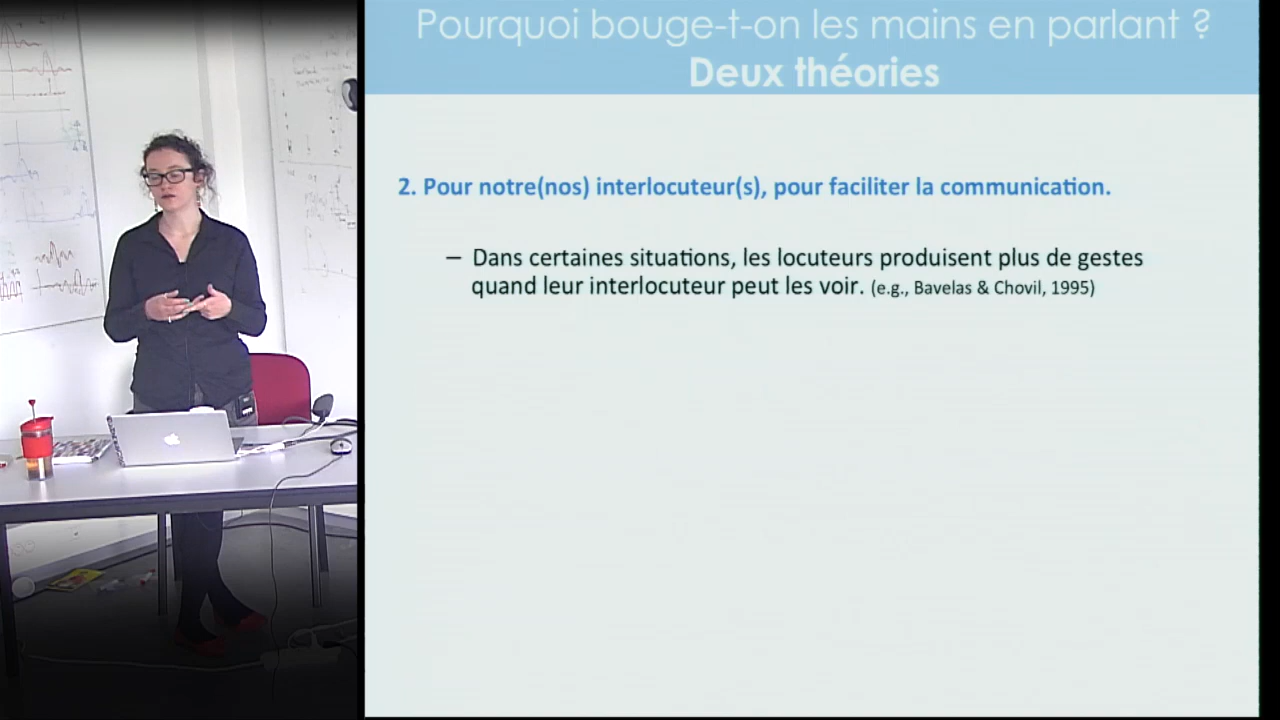 Pourquoi bouge-t-on les mains en parlant ?
Deux théories
2. Pour notre(nos) interlocuteur(s), pour faciliter la communication.
– Dans certaines situations, les locuteurs produisent plus de gestes
quand leur interlocuteur peut les voir. (e.g., Bavelas & Chovil, 1995)